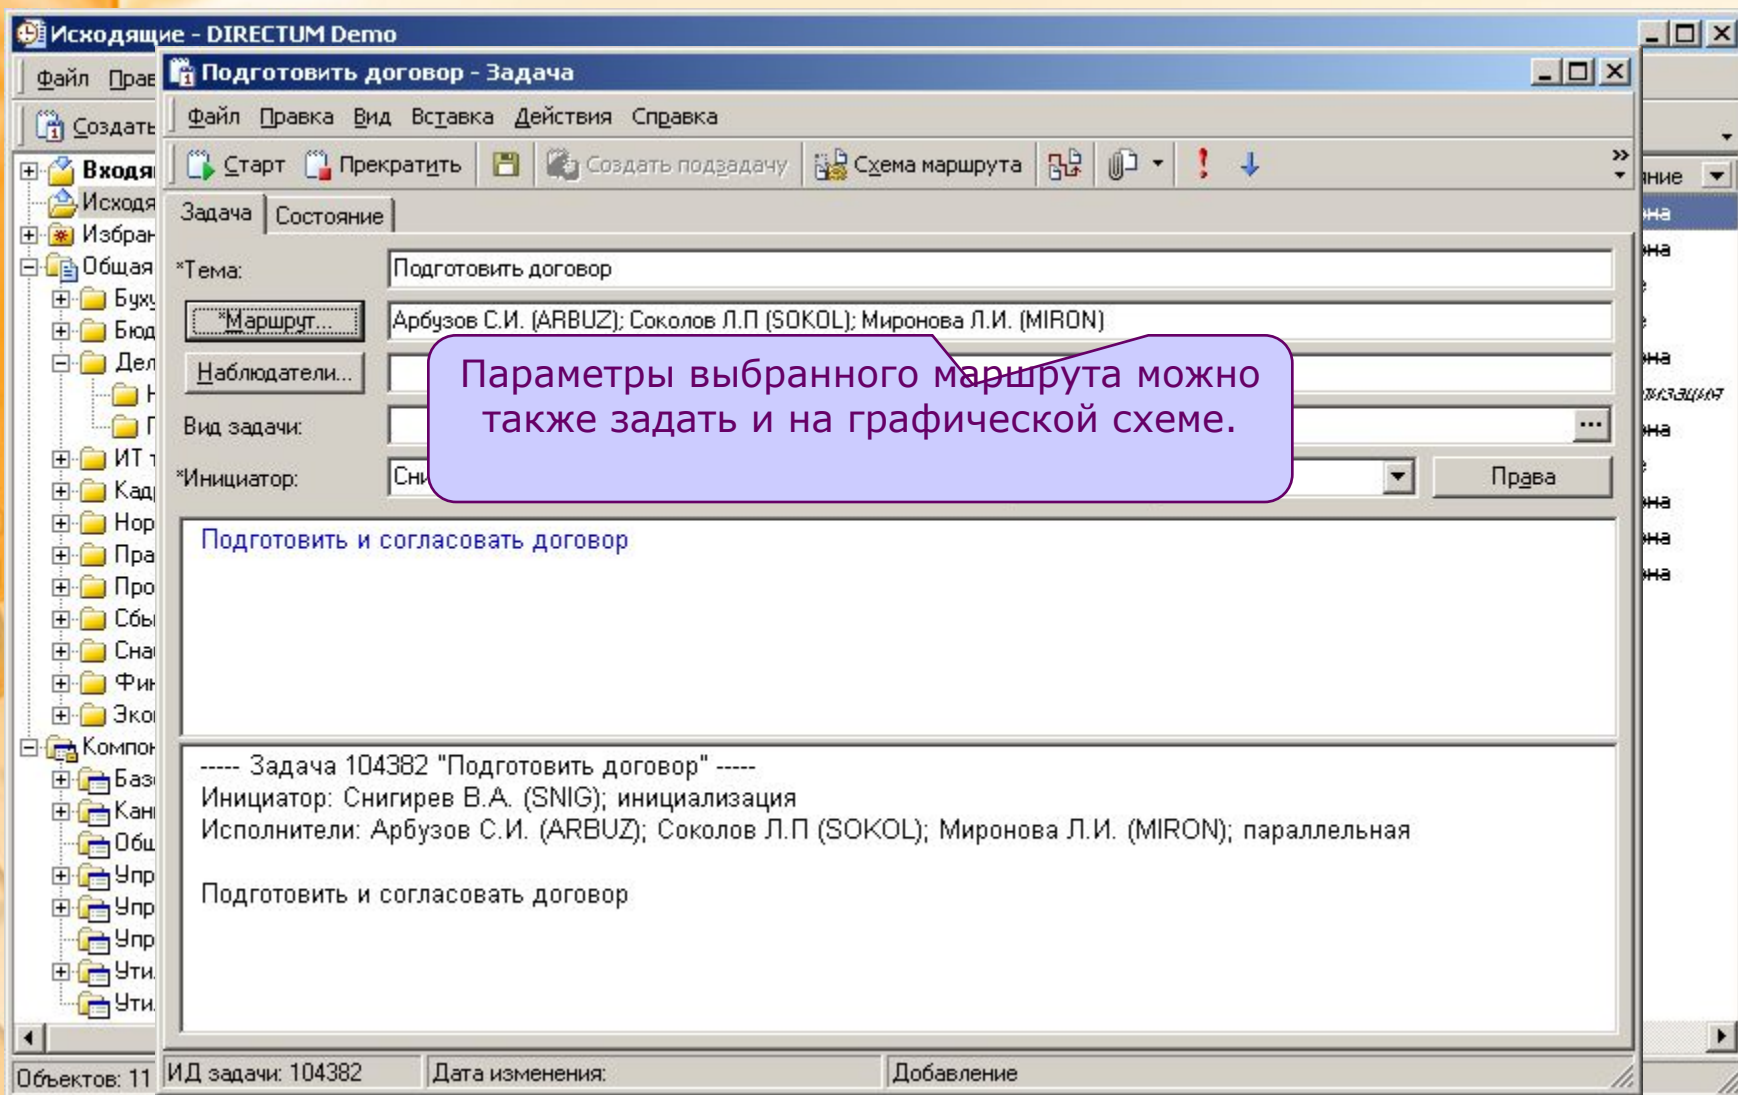 Исходящие - DIRECTUM Demo
Подготовить договор - Задача
Файл
Файл Правка Вид Вставка Действия Справка
Создать
Старт Прекратить Создать подзадачу Схема маршрута
Исходя
Задача Состояние
*Тема: Подготовить договор
*Маршрут... Арбузов С.И. (ARBUZ); Соколов Л.П (SOKOL); Миронова Л.И. (MIRON)
Наблюдатели...
Параметры выбранного маршрута можно
также задать и на графической схеме.
Вид задачи:
*Инициатор: Сни
Права
Подготовить и согласовать договор
----- Задача 104382 "Подготовить договор" -----
Инициатор: Снигирев В.А. (SNIG); инициализация
Исполнители: Арбузов С.И. (ARBUZ); Соколов Л.П (SOKOL); Миронова Л.И. (MIRON); параллельная
Подготовить и согласовать договор
Входя
Избран
Общая
Бюд
Дел
ИТ
Кад
Нор
Пра
Про
Сбы
Сна
Фин
Эко
Компон
Баз
Кан
Общ
Упр
Упр
Упр
Ути
Ути
Объектов: 11
ИД задачи: 104382 Дата изменения: Добавление